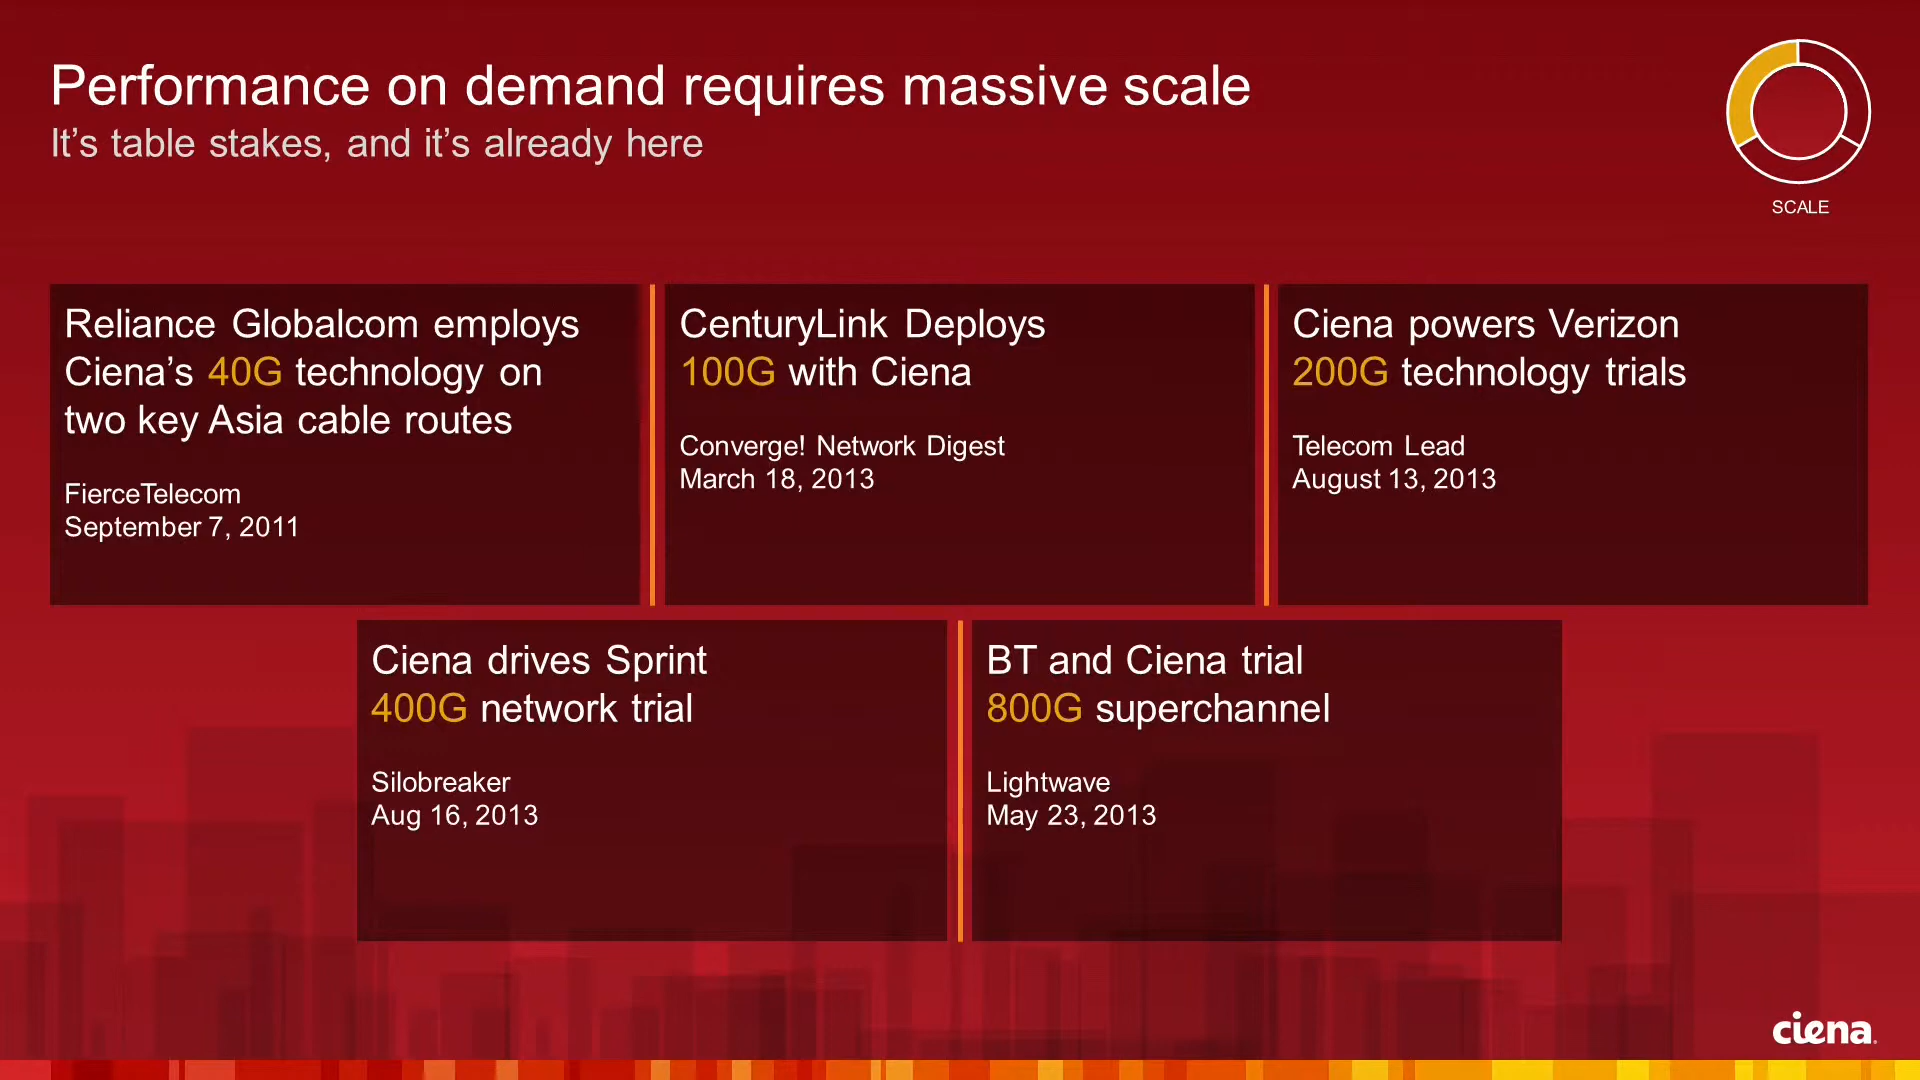 Performance on demand requires massive scale
It’s table stakes, and it’s already here
SCALE
Reliance Globalcom employs
Ciena’s 40G technology on
two key Asia cable routes
FierceTelecom
September 7, 2011
CenturyLink Deploys
100G with Ciena
Converge! Network Digest
March 18, 2013
Ciena powers Verizon
200G technology trials
Telecom Lead
August 13, 2013
Ciena drives Sprint
400G network trial
Silobreaker
Aug 16, 2013
BT and Ciena trial
800G superchannel
Lightwave
May 23, 2013
ciena.